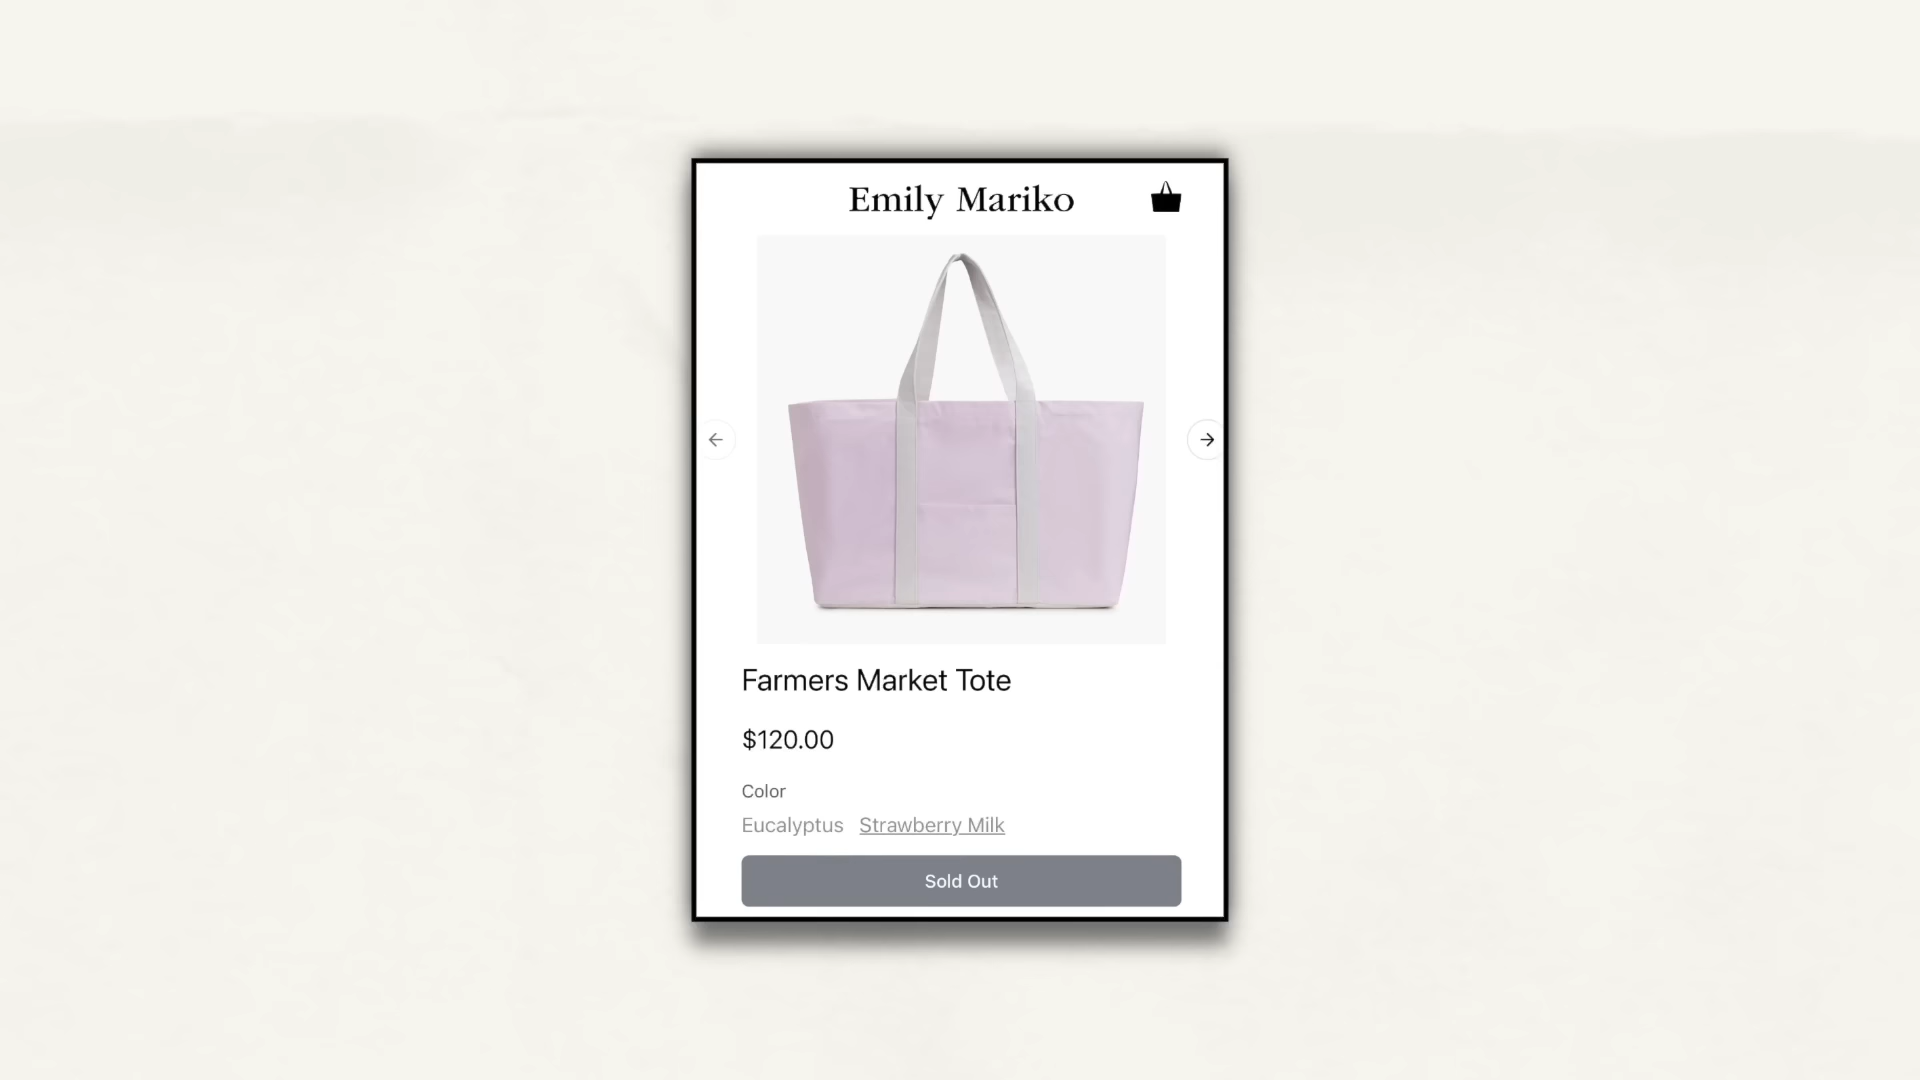 Emily Mariko
Farmers Market Tote
$120.00
Color
Eucalyptus Strawberry Milk
Sold Out